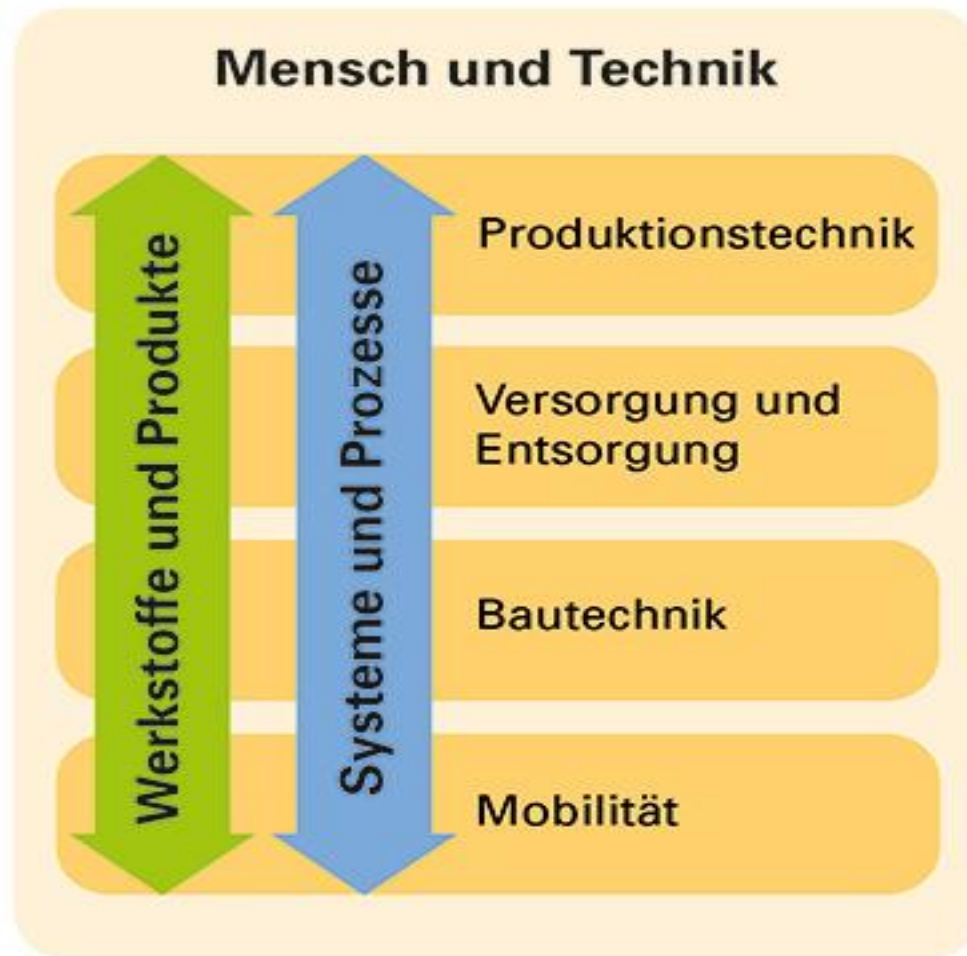 Mensch und Technik
Werkstoffe und Produkte
Systeme und Prozesse
Produktionstechnik
Versorgung und
Entsorgung
Bautechnik
Mobilität